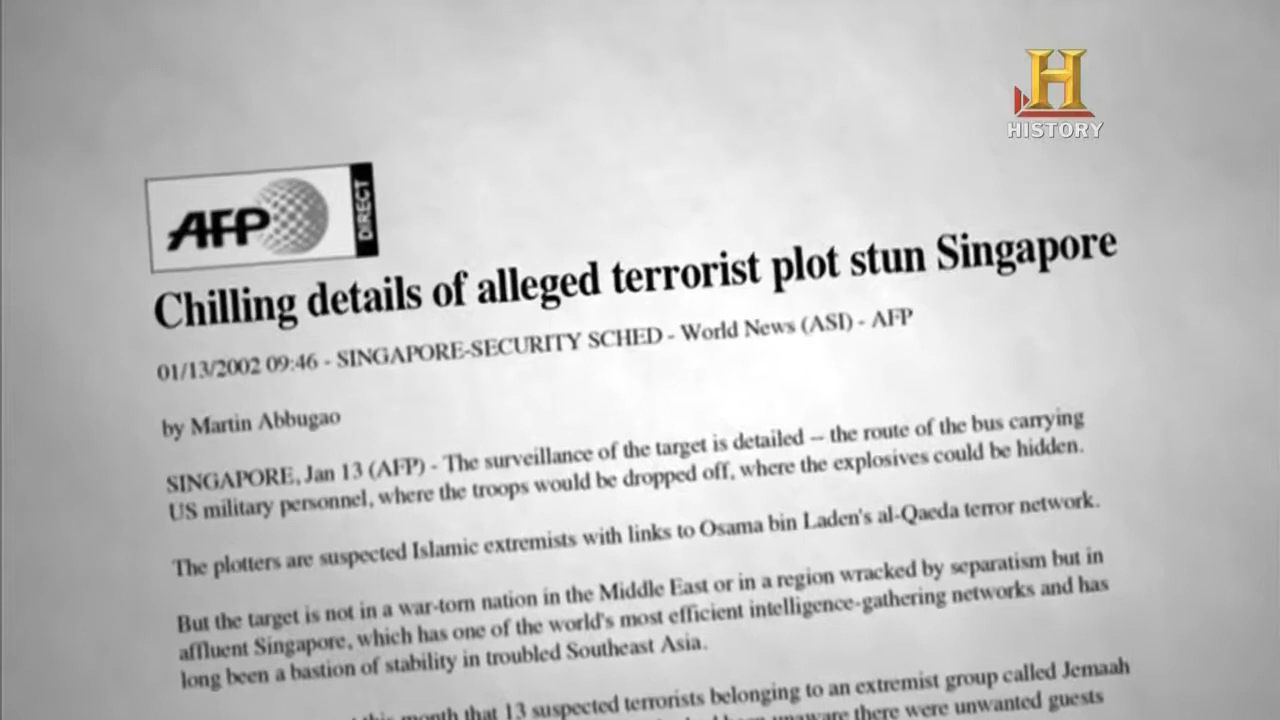 HISTORY
AFP
DIRECT
Chilling details of alleged terrorist plot stun Singapore
01/13/2002 09:46 - SINGAPORE-SECURITY SCHED - World News (ASI) - AFP
by Martin Abbugao
SINGAPORE, Jan 13 (AFP) - The surveillance of the target is detailed -- the route of the bus carrying
US military personnel, where the troops would be dropped off, where the explosives could be hidden.
The plotters are suspected Islamic extremists with links to Osama bin Laden's al-Qaeda terror network.
But the target is not in a war-torn nation in the Middle East or in a region wracked by separatism but in
affluent Singapore, which has one of the world's most efficient intelligence-gathering networks and has
long been a bastion of stability in troubled Southeast Asia.
this month that 13 suspected terrorists belonging to an extremist group called Jemaah
unaware there were unwanted guests